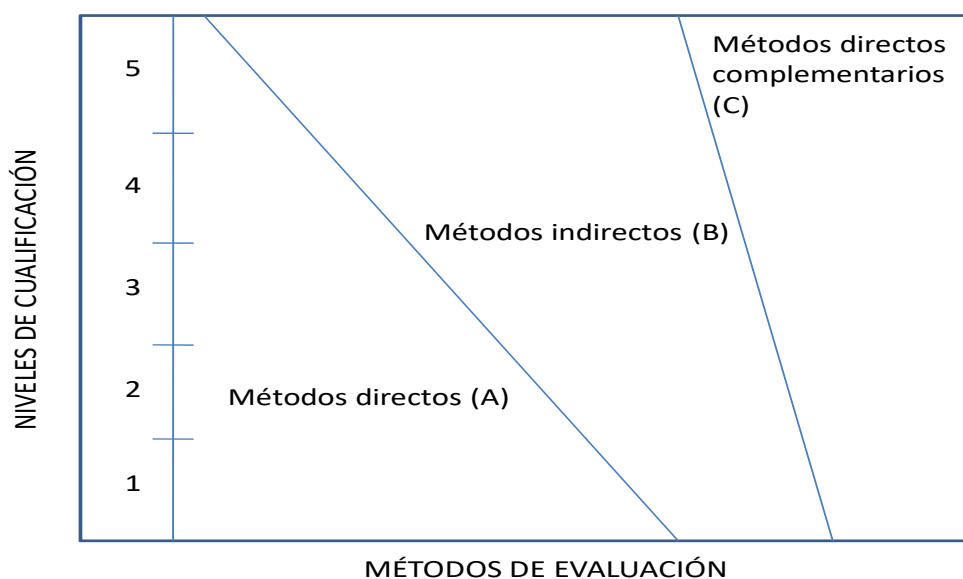 Métodos directos
complementarios
(C)
5
4
Métodos indirectos (B)
3
2
Métodos directos (A)
1
NIVELES DE CUALIFICACIÓN
MÉTODOS DE EVALUACIÓN